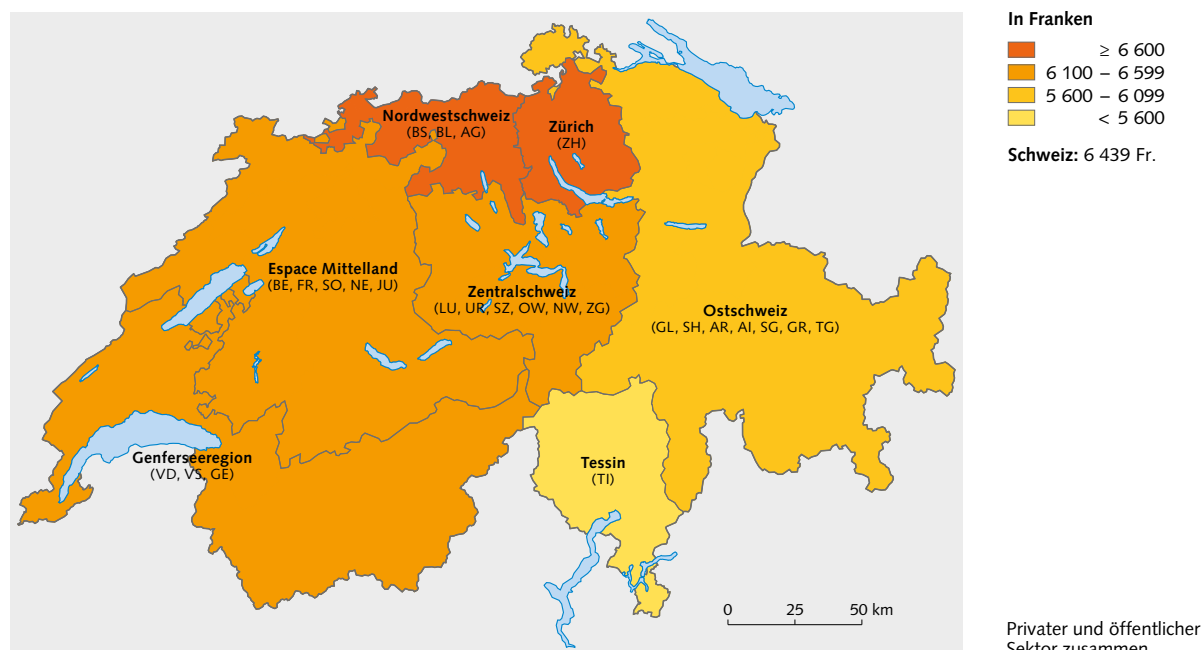 In Franken
≥ 6 600
6 100 – 6 599
5 600 – 6 099
< 5 600
Schweiz: 6 439 Fr.
Nordwestschweiz
(BS, BL, AG)
Zürich
(ZH)
Espace Mittelland
(BE, FR, SO, NE, JU)
Zentralschweiz
(LU, UR, SZ, OW, NW, ZG)
Ostschweiz
(GL, SH, AR, AI, SG, GR, TG)
Genferseeregion
(VD, VS, GE)
Tessin
(TI)
0 25 50 km
Privater und öffentlicher
Sektor zusammen